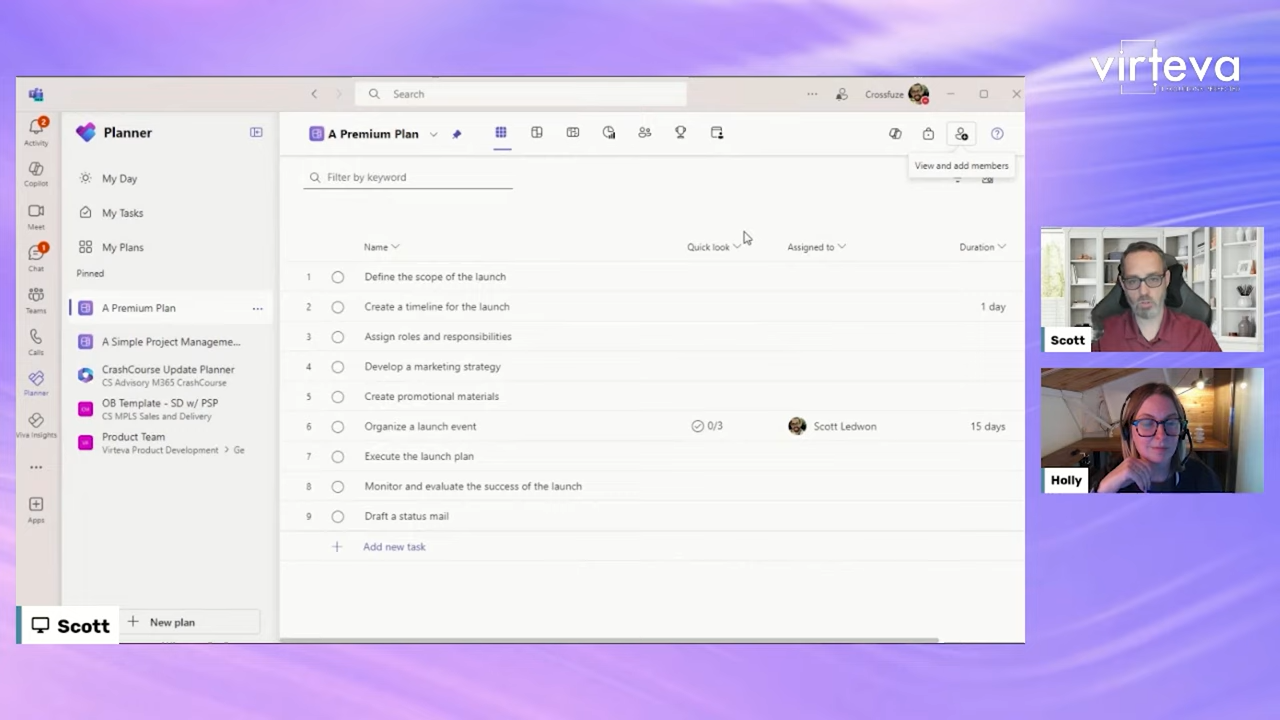 virteva
Search
Crossfuze
2
Activity
Copilot
Meet
1
Chat
Teams
Calls
Planner
Viva Insights
Apps
Planner
My Day
My Tasks
My Plans
Pinned
A Premium Plan
A Simple Project Manageme...
CrashCourse Update Planner
CS Advisory M365 CrashCourse
OB Template - SD w/ PSP
CS MPLS Sales and Delivery
Product Team
Virteva Product Development > Ge
New plan
A Premium Plan
View and add members
Filter by keyword
Name Quick look Assigned to Duration
1 Define the scope of the launch
2 Create a timeline for the launch 1 day
3 Assign roles and responsibilities
4 Develop a marketing strategy
5 Create promotional materials
6 Organize a launch event 0/3 Scott Ledwon 15 days
7 Execute the launch plan
8 Monitor and evaluate the success of the launch
9 Draft a status mail
Add new task
Scott
Scott
Holly